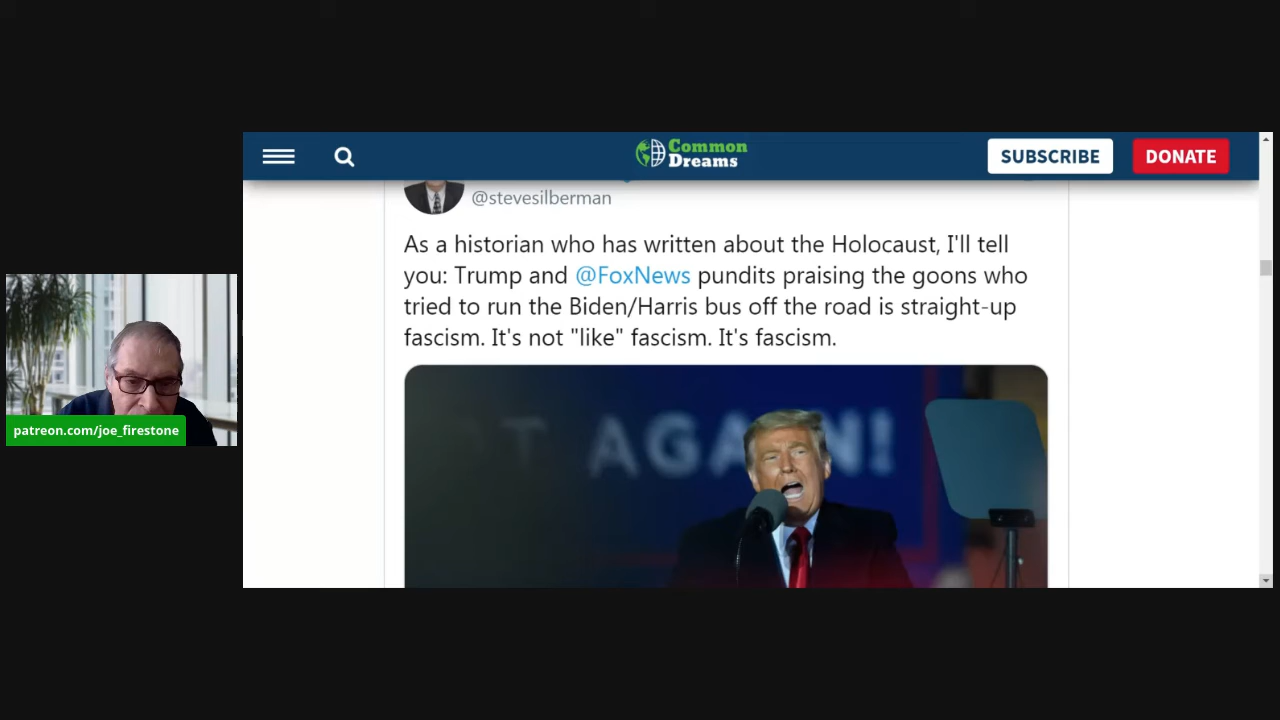 Common
Dreams
SUBSCRIBE
DONATE
@stevesilberman
As a historian who has written about the Holocaust, I'll tell
you: Trump and @FoxNews pundits praising the goons who
tried to run the Biden/Harris bus off the road is straight-up
fascism. It's not "like" fascism. It's fascism.
T AGAIN!
patreon.com/joe_firestone